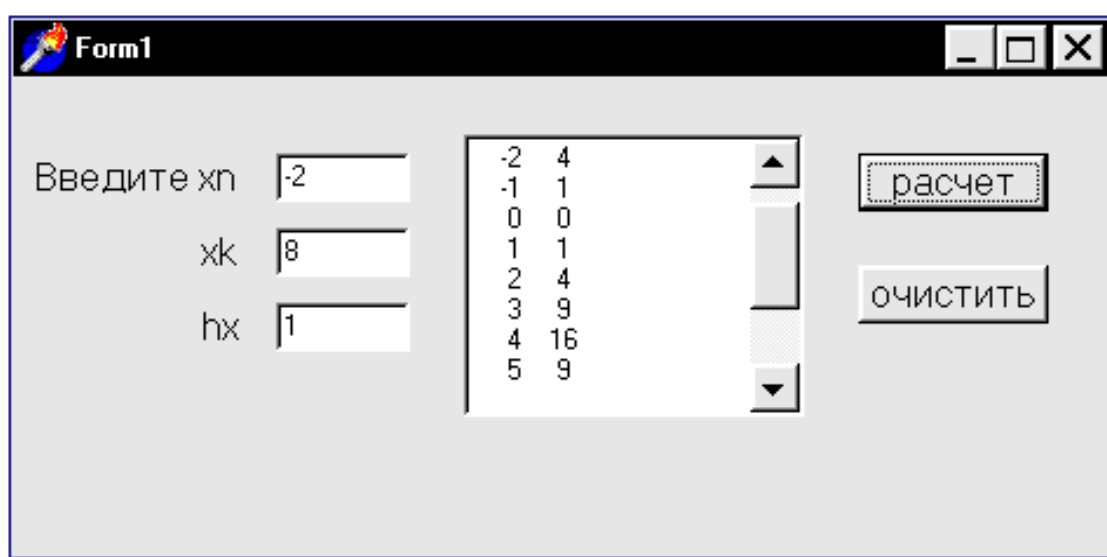 Form1
Введите xn -2
xk 8
hx 1
-2 4
-1 1
0 0
1 1
2 4
3 9
4 16
5 9
расчет
очистить